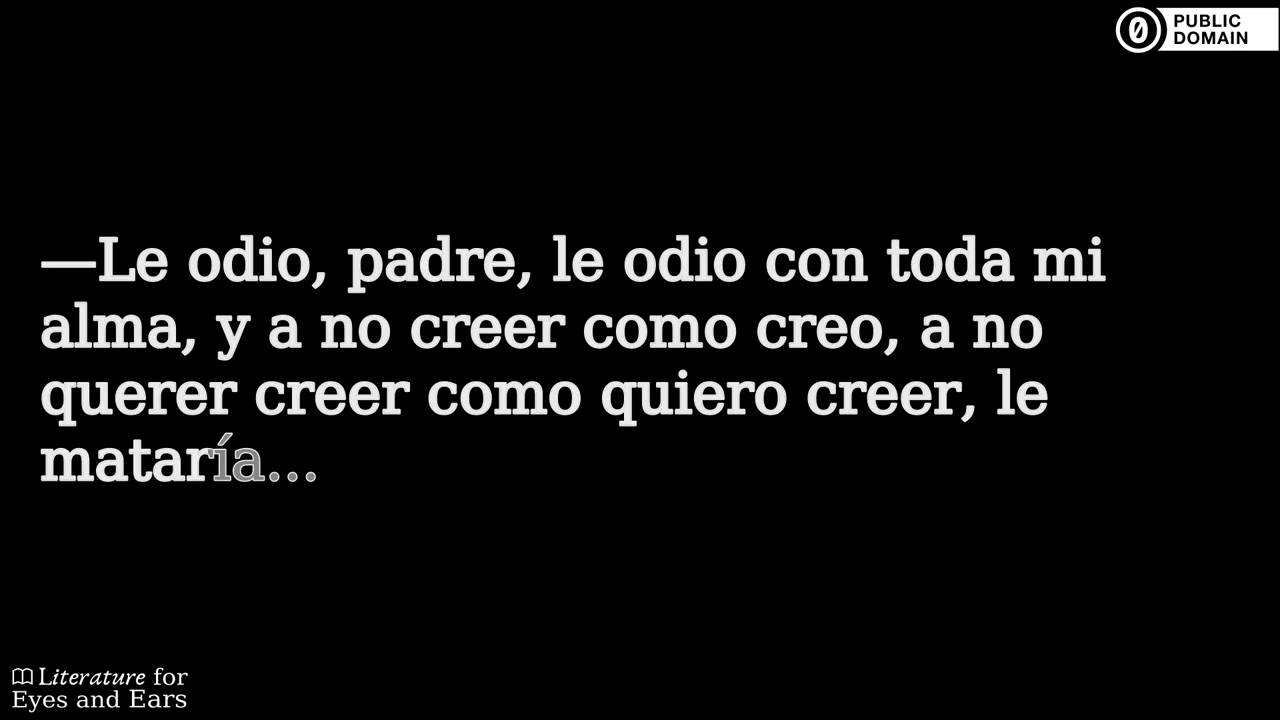 PUBLIC
DOMAIN
—Le odio, padre, le odio con toda mi
alma, y a no creer como creo, a no
querer creer como quiero creer, le
mataría...
Literature for
Eyes and Ears